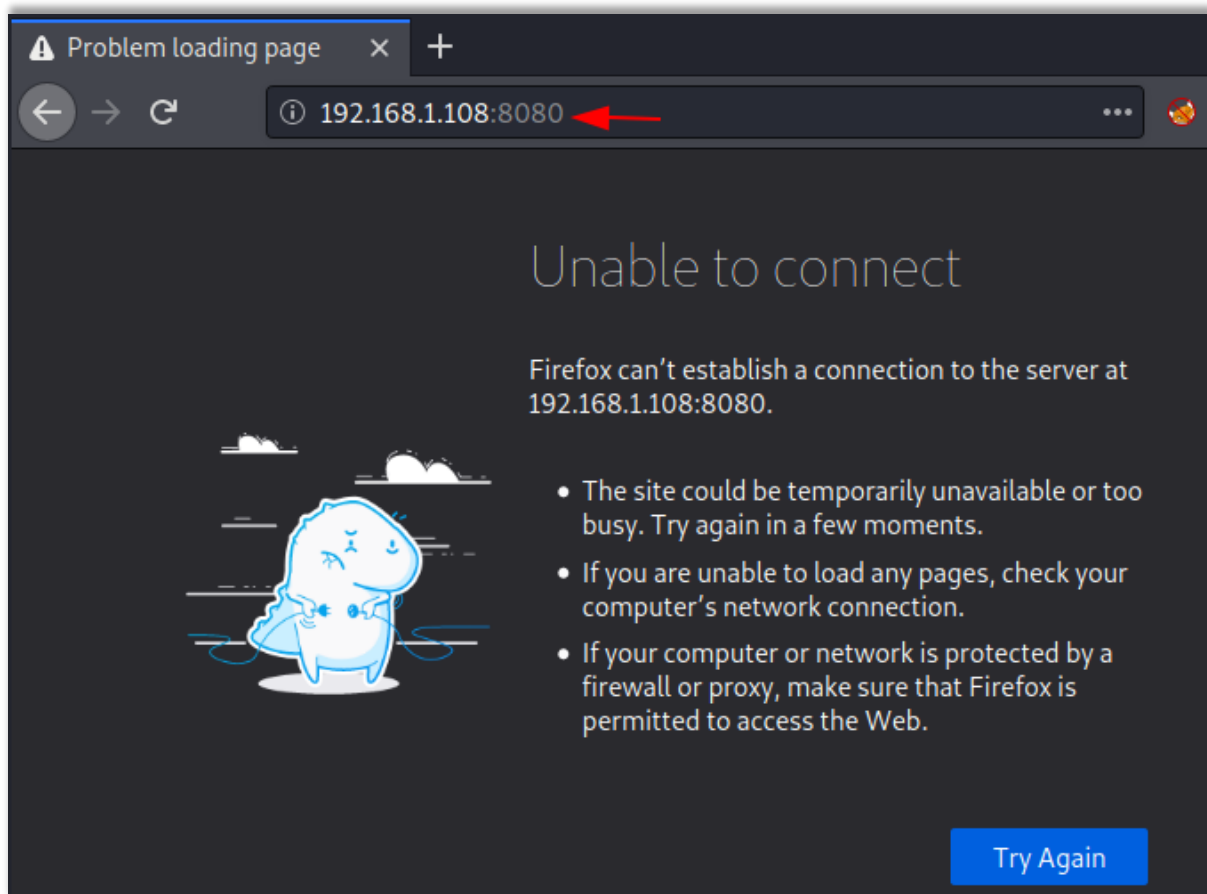 Problem loading page
192.168.1.108:8080
Unable to connect
Firefox can’t establish a connection to the server at
192.168.1.108:8080.
• The site could be temporarily unavailable or too
busy. Try again in a few moments.
• If you are unable to load any pages, check your
computer’s network connection.
• If your computer or network is protected by a
firewall or proxy, make sure that Firefox is
permitted to access the Web.
Try Again